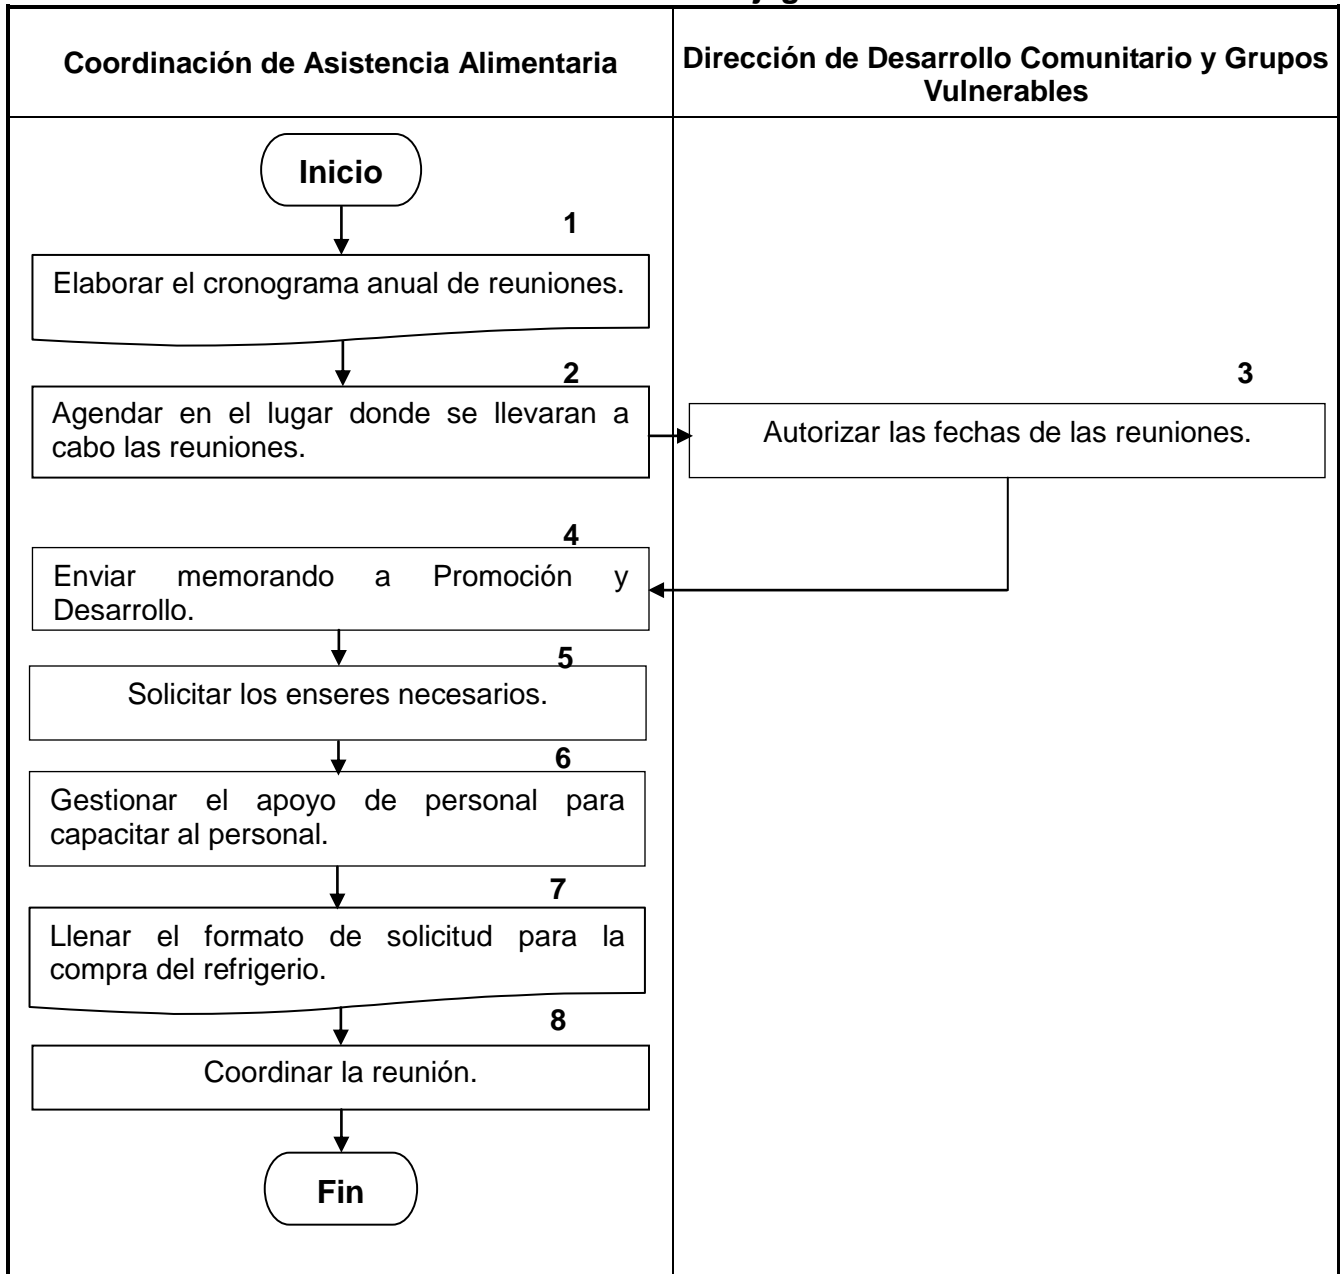 Coordinación de Asistencia Alimentaria
Dirección de Desarrollo Comunitario y Grupos
Vulnerables
Inicio
1
Elaborar el cronograma anual de reuniones.
2
Agendar en el lugar donde se llevaran a
cabo las reuniones.
3
Autorizar las fechas de las reuniones.
4
Enviar memorando a Promoción y
Desarrollo.
5
Solicitar los enseres necesarios.
6
Gestionar el apoyo de personal para
capacitar al personal.
7
Llenar el formato de solicitud para la
compra del refrigerio.
8
Coordinar la reunión.
Fin